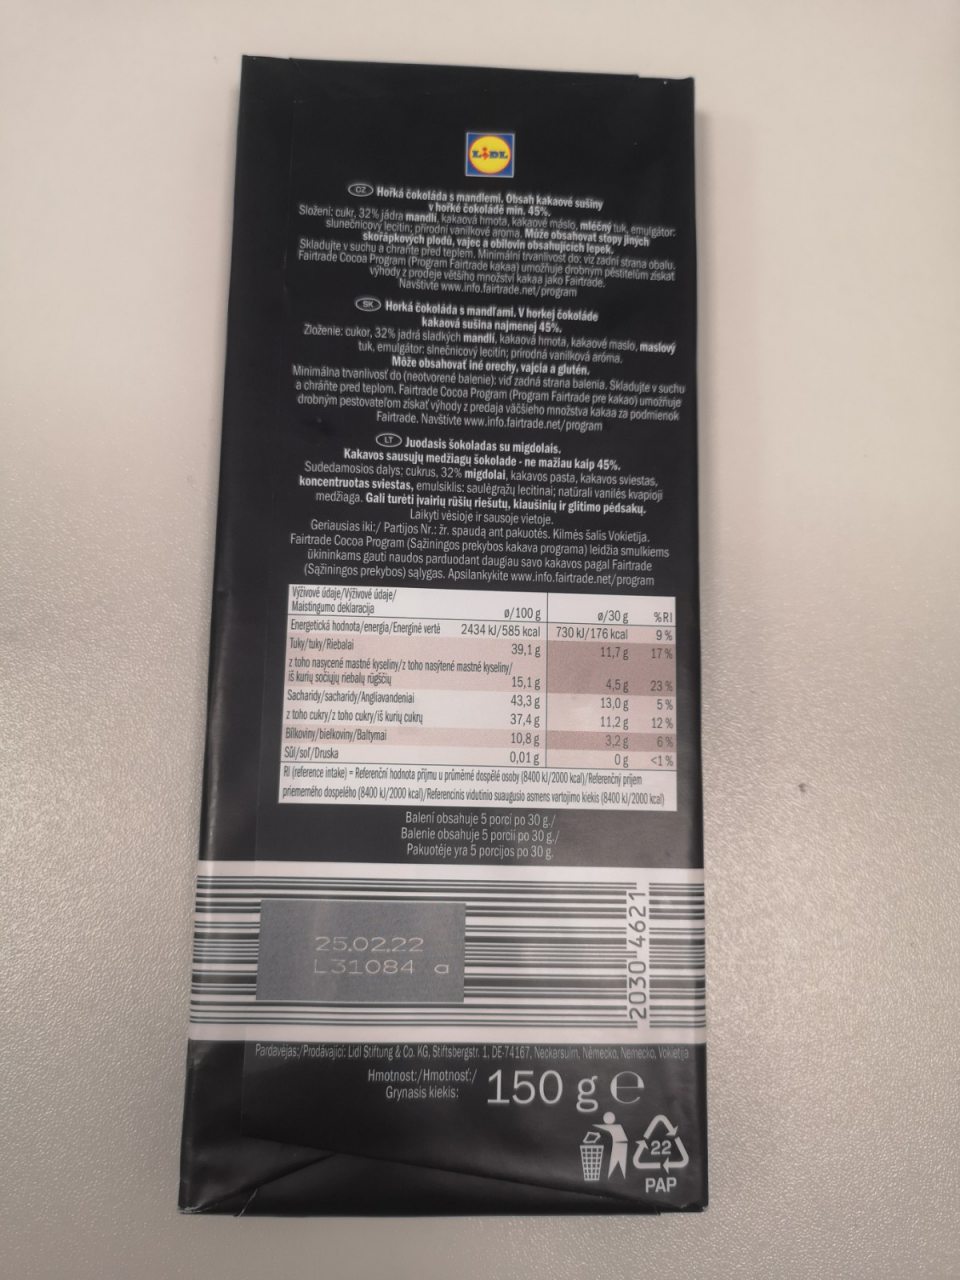 LIDL
CZ Hořká čokoláda s mandlemi. Obsah kakaové sušiny
v hořké čokoládě min. 45%.
Složení: cukr, 32% jádra mandlí, kakaová hmota, kakaové máslo, mléčný tuk, emulgátor:
slunečnicový lecitin; přírodní vanilkové aroma. Může obsahovat stopy jiných
skořápkových plodů, vajec a obilovin obsahujících lepek.
Skladujte v suchu a chraňte před teplem. Minimální trvanlivost do: viz zadní strana obalu.
Fairtrade Cocoa Program (Program Fairtrade kakaa) umožňuje drobným pěstitelům získat
výhody z prodeje většího množství kakaa jako Fairtrade.
Navštivte www.info.fairtrade.net/program
SK Horká čokoláda s mandľami. V horkej čokoláde
kakaová sušina najmenej 45%.
Zloženie: cukor, 32% jadrá sladkých mandlí, kakaová hmota, kakaové maslo, maslový
tuk, emulgátor: slnečnicový lecitín; prírodná vanilková aróma.
Môže obsahovať iné orechy, vajcia a glutén.
Minimálna trvanlivosť do (neotvorené balenie): viď zadná strana balenia. Skladujte v suchu
a chráňte pred teplom. Fairtrade Cocoa Program (Program Fairtrade pre kakao) umožňuje
drobným pestovateľom získať výhody z predaja väčšieho množstva kakaa za podmienok
Fairtrade. Navštívte www.info.fairtrade.net/program
LT Juodasis šokoladas su migdolais.
Kakavos sausųjų medžiagų šokolade - ne mažiau kaip 45%.
Sudedamosios dalys: cukrus, 32% migdolai, kakavos pasta, kakavos sviestas,
koncentruotas sviestas, emulsiklis: saulėgrąžų lecitinai; natūrali vanilės kvapioji
medžiaga. Gali turėti įvairių rūšių riešutų, kiaušinių ir glitimo pėdsakų.
Laikyti vėsioje ir sausoje vietoje.
Geriausias iki:/ Partijos Nr.: žr. spaudą ant pakuotės. Kilmės šalis Vokietija.
Fairtrade Cocoa Program (Sąžiningos prekybos kakava programa) leidžia smulkiems
ūkininkams gauti naudos parduodant daugiau savo kakavos pagal Fairtrade
(Sąžiningos prekybos) sąlygas. Apsilankykite www.info.fairtrade.net/program
Výživové údaje/Výživové údaje/
Maistingumo deklaracija ø/100 g ø/30 g %RI
Energetická hodnota/energia/Energinė vertė 2434 kJ/585 kcal 730 kJ/176 kcal 9%
Tuky/tuky/Riebalai 39,1 g 11,7 g 17%
z toho nasycené mastné kyseliny/z toho nasýtené mastné kyseliny/
iš kurių sočiųjų riebalų rūgščių 15,1 g 4,5 g 23%
Sacharidy/sacharidy/Angliavandeniai 43,3 g 13,0 g 5%
z toho cukry/z toho cukry/iš kurių cukrų 37,4 g 11,2 g 12%
Bílkoviny/bielkoviny/Baltymai 10,8 g 3,2 g 6%
Sůl/soľ/Druska 0,01 g 0 g <1%
RI (reference intake) = Referenční hodnota příjmu u průměrné dospělé osoby (8400 kJ/2000 kcal)/Referenčný príjem
priemerného dospelého (8400 kJ/2000 kcal)/Referencinis vidutinio suaugusio asmens vartojimo kiekis (8400 kJ/2000 kcal)
Balení obsahuje 5 porcí po 30 g./
Balenie obsahuje 5 porcií po 30 g./
Pakuotėje yra 5 porcijos po 30 g.
25.02.22
L31084 a
2030 4621
Pardavėjas:/Prodávající: Lidl Stiftung & Co. KG, Stiftsbergstr. 1, DE-74167, Neckarsulm, Německo, Nemecko, Vokietija
Hmotnost:/Hmotnosť:/
Grynasis kiekis: 150 g e
22
PAP